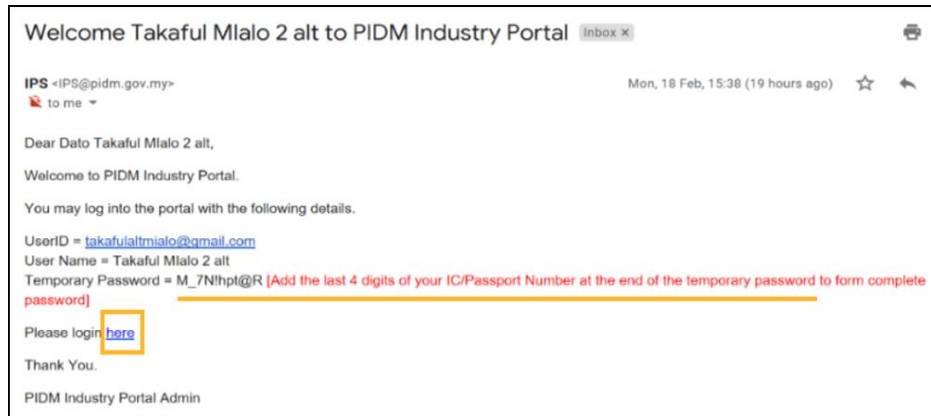 Welcome Takaful Mlalo 2 alt to PIDM Industry Portal Inbox ×
IPS <IPS@pidm.gov.my> Mon, 18 Feb, 15:38 (19 hours ago)
to me
Dear Dato Takaful Mlalo 2 alt,
Welcome to PIDM Industry Portal.
You may log into the portal with the following details.
UserID = takafulaltmialo@gmail.com
User Name = Takaful Mlalo 2 alt
Temporary Password = M_7N!hpt@R [Add the last 4 digits of your IC/Passport Number at the end of the temporary password to form complete
password]
Please login here
Thank You.
PIDM Industry Portal Admin